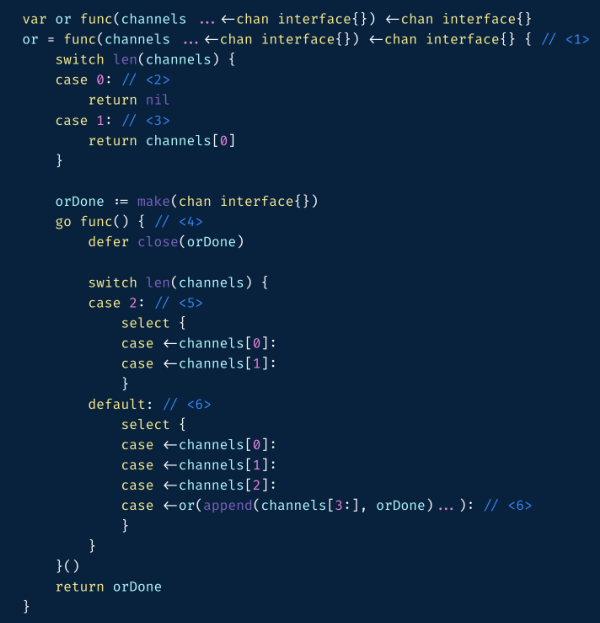 var or func(channels ...<-chan interface{}) <-chan interface{}
or = func(channels ...<-chan interface{}) <-chan interface{} { // <1>
    switch len(channels) {
    case 0: // <2>
        return nil
    case 1: // <3>
        return channels[0]
    }

    orDone := make(chan interface{})
    go func() { // <4>
        defer close(orDone)

        switch len(channels) {
        case 2: // <5>
            select {
            case <-channels[0]:
            case <-channels[1]:
            }
        default: // <6>
            select {
            case <-channels[0]:
            case <-channels[1]:
            case <-channels[2]:
            case <-or(append(channels[3:], orDone)...): // <6>
            }
        }
    }()
    return orDone
}